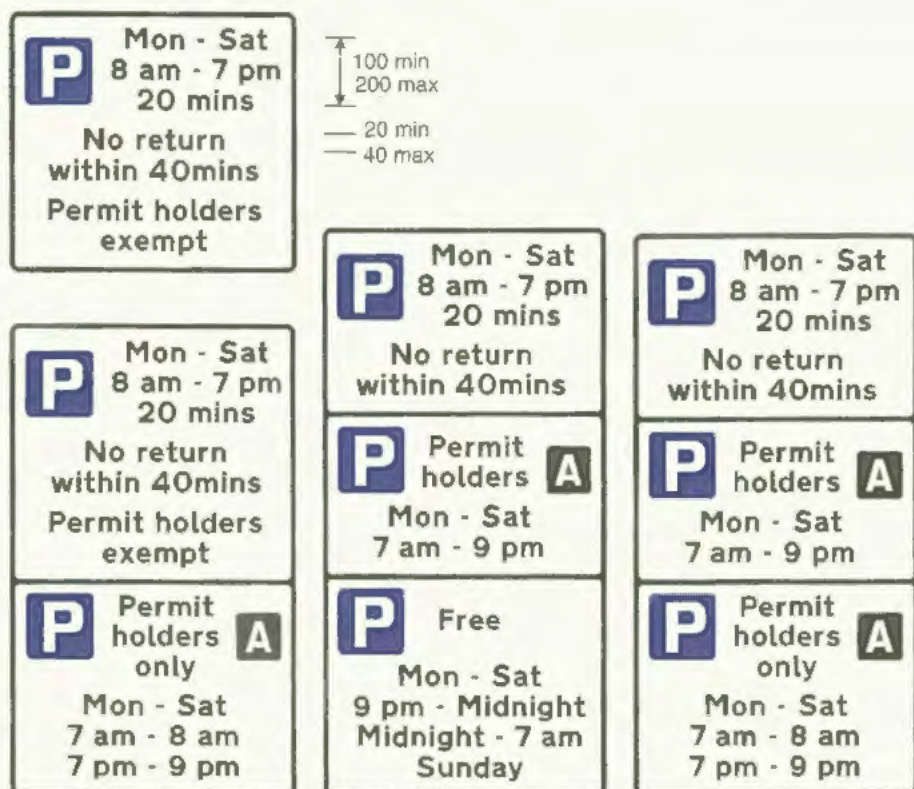 P Mon - Sat
8 am - 7 pm
20 mins
No return
within 40mins
Permit holders
exempt
100 min
200 max
20 min
40 max
P Mon - Sat
8 am - 7 pm
20 mins
No return
within 40mins
Permit holders
exempt
P Permit
holders A
only
Mon - Sat
7 am - 8 am
7 pm - 9 pm
P Mon - Sat
8 am - 7 pm
20 mins
No return
within 40mins
P Permit
holders A
Mon - Sat
7 am - 9 pm
P Free
Mon - Sat
9 pm - Midnight
Midnight - 7 am
Sunday
P Mon - Sat
8 am - 7 pm
20 mins
No return
within 40mins
P Permit
holders A
Mon - Sat
7 am - 9 pm
P Permit
holders A
only
Mon - Sat
7 am - 8 am
7 pm - 9 pm